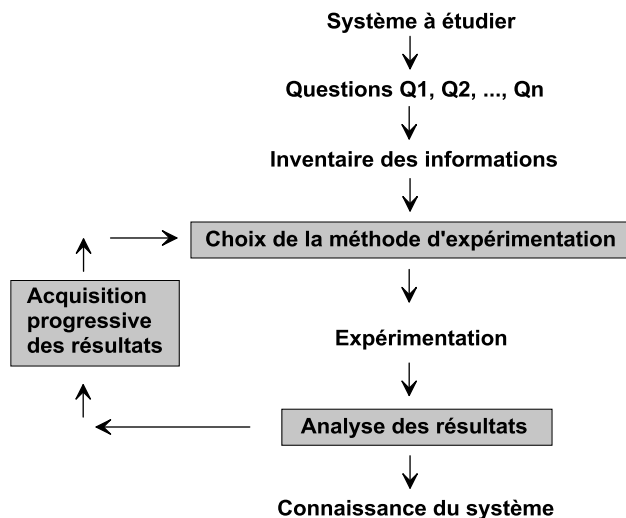 Système à étudier
Questions Q1, Q2, ..., Qn
Inventaire des informations
Choix de la méthode d'expérimentation
Acquisition
progressive
des résultats
Expérimentation
Analyse des résultats
Connaissance du système